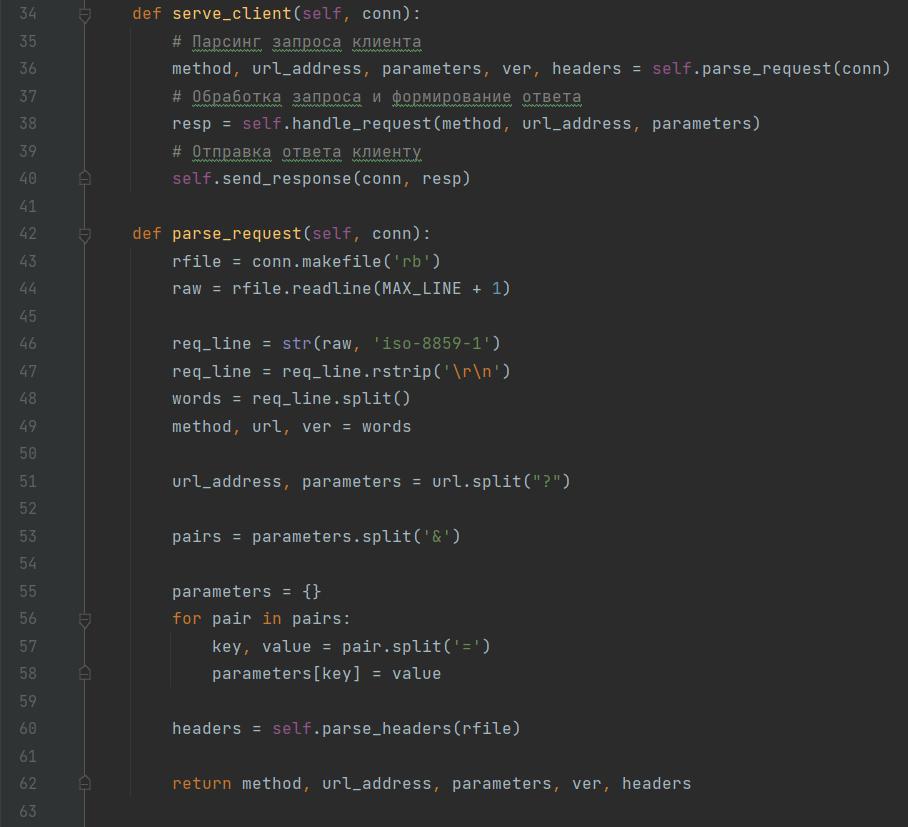 34 def serve_client(self, conn):
35 # Парсинг запроса клиента
36 method, url_address, parameters, ver, headers = self.parse_request(conn)
37 # Обработка запроса и формирование ответа
38 resp = self.handle_request(method, url_address, parameters)
39 # Отправка ответа клиенту
40 self.send_response(conn, resp)
41
42 def parse_request(self, conn):
43 rfile = conn.makefile('rb')
44 raw = rfile.readline(MAX_LINE + 1)
45
46 req_line = str(raw, 'iso-8859-1')
47 req_line = req_line.rstrip('\r\n')
48 words = req_line.split()
49 method, url, ver = words
50
51 url_address, parameters = url.split("?")
52
53 pairs = parameters.split('&')
54
55 parameters = {}
56 for pair in pairs:
57 key, value = pair.split('=')
58 parameters[key] = value
59
60 headers = self.parse_headers(rfile)
61
62 return method, url_address, parameters, ver, headers
63